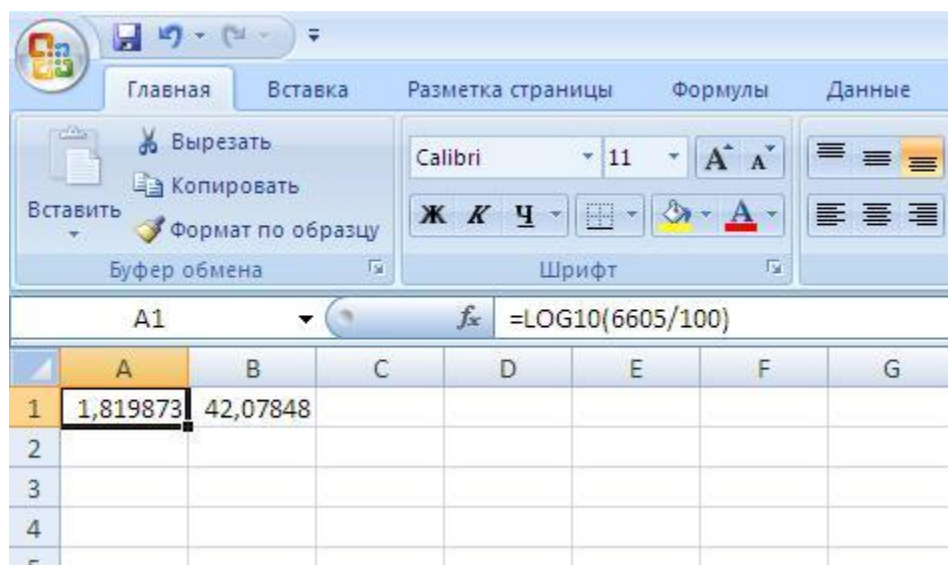 Главная Вставка Разметка страницы Формулы Данные
Вставить
Вырезать
Копировать
Формат по образцу
Буфер обмена
Calibri 11 A A
Ж К Ч A
Шрифт
A1 fx =LOG10(6605/100)
A B C D E F G
1 1,819873 42,07848
2
3
4